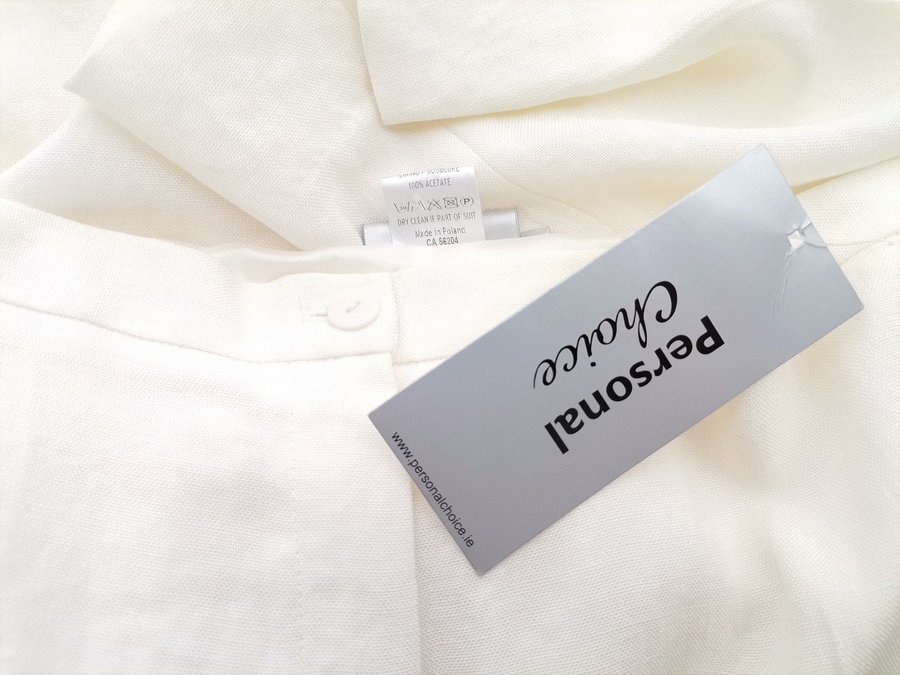 100% ACETATE
(P)
DRY CLEAN IF PART OF SUIT
Made in Poland
CA 56204
Personal
Choice
www.personalchoice.ie